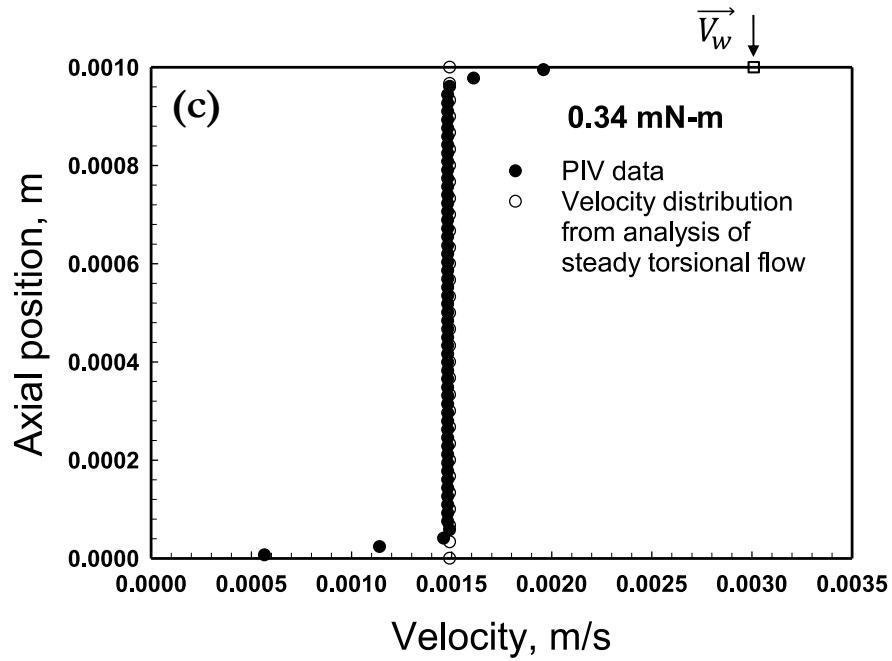 V_w
0.0010
(c)
0.34 mN-m
0.0008
PIV data
Velocity distribution
from analysis of
steady torsional flow
0.0006
0.0004
0.0002
0.0000
Axial position, m
0.0000 0.0005 0.0010 0.0015 0.0020 0.0025 0.0030 0.0035
Velocity, m/s